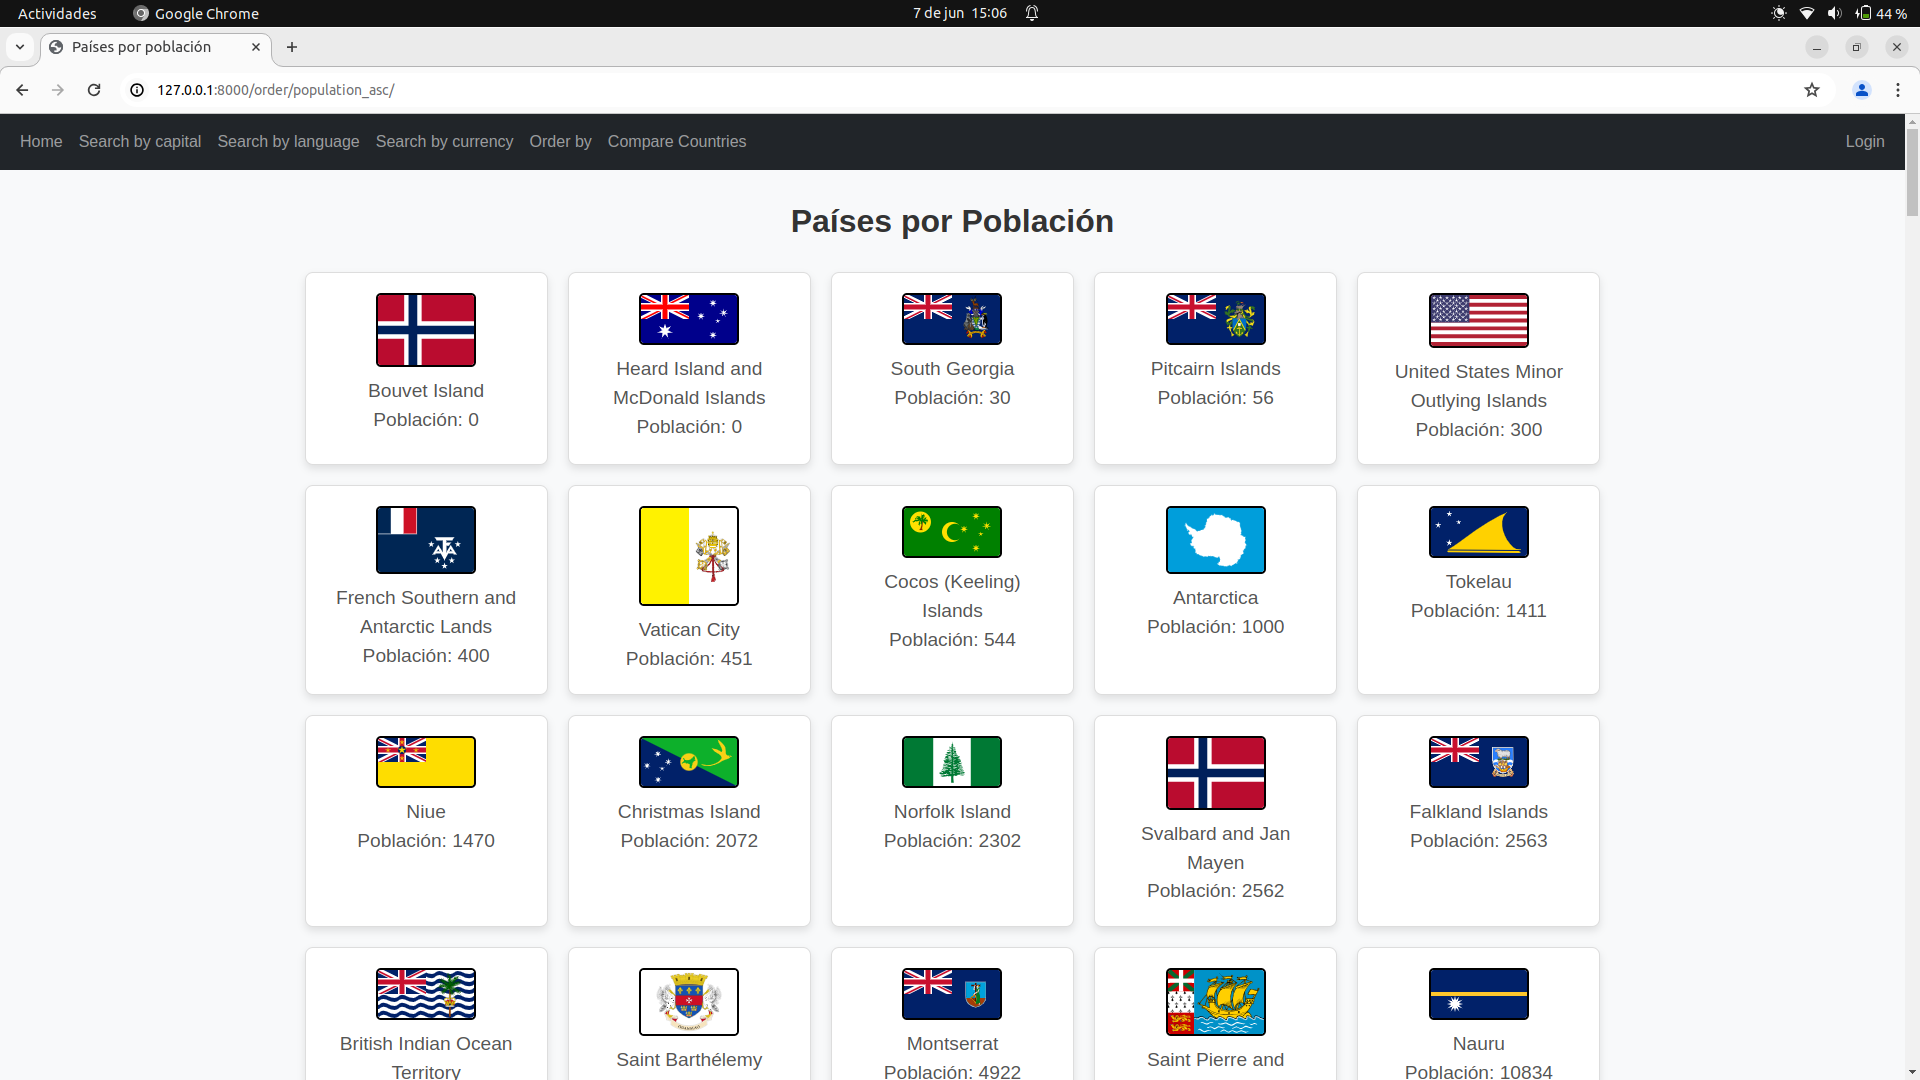 Actividades Google Chrome 7 de jun 15:06 44 %
Países por población
127.0.0.1:8000/order/population_asc/
Home Search by capital Search by language Search by currency Order by Compare Countries Login
Países por Población
Bouvet Island
Población: 0
Heard Island and
McDonald Islands
Población: 0
South Georgia
Población: 30
Pitcairn Islands
Población: 56
United States Minor
Outlying Islands
Población: 300
French Southern and
Antarctic Lands
Población: 400
Vatican City
Población: 451
Cocos (Keeling)
Islands
Población: 544
Antarctica
Población: 1000
Tokelau
Población: 1411
Niue
Población: 1470
Christmas Island
Población: 2072
Norfolk Island
Población: 2302
Svalbard and Jan
Mayen
Población: 2562
Falkland Islands
Población: 2563
British Indian Ocean
Territory
Saint Barthélemy
Montserrat
Población: 4922
Saint Pierre and
Nauru
Población: 10834